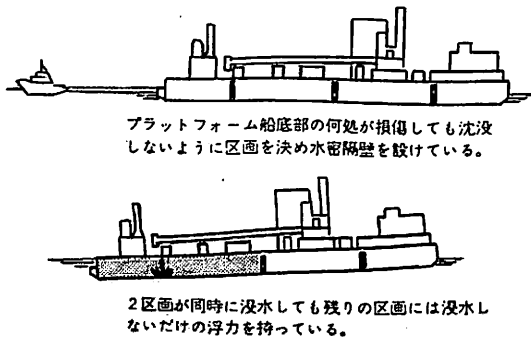 プラットフォーム船底部の何処が損傷しても沈没
しないように区画を決め水密隔壁を設けている。
2区画が同時に没水しても残りの区画には没水し
ないだけの浮力を持っている。